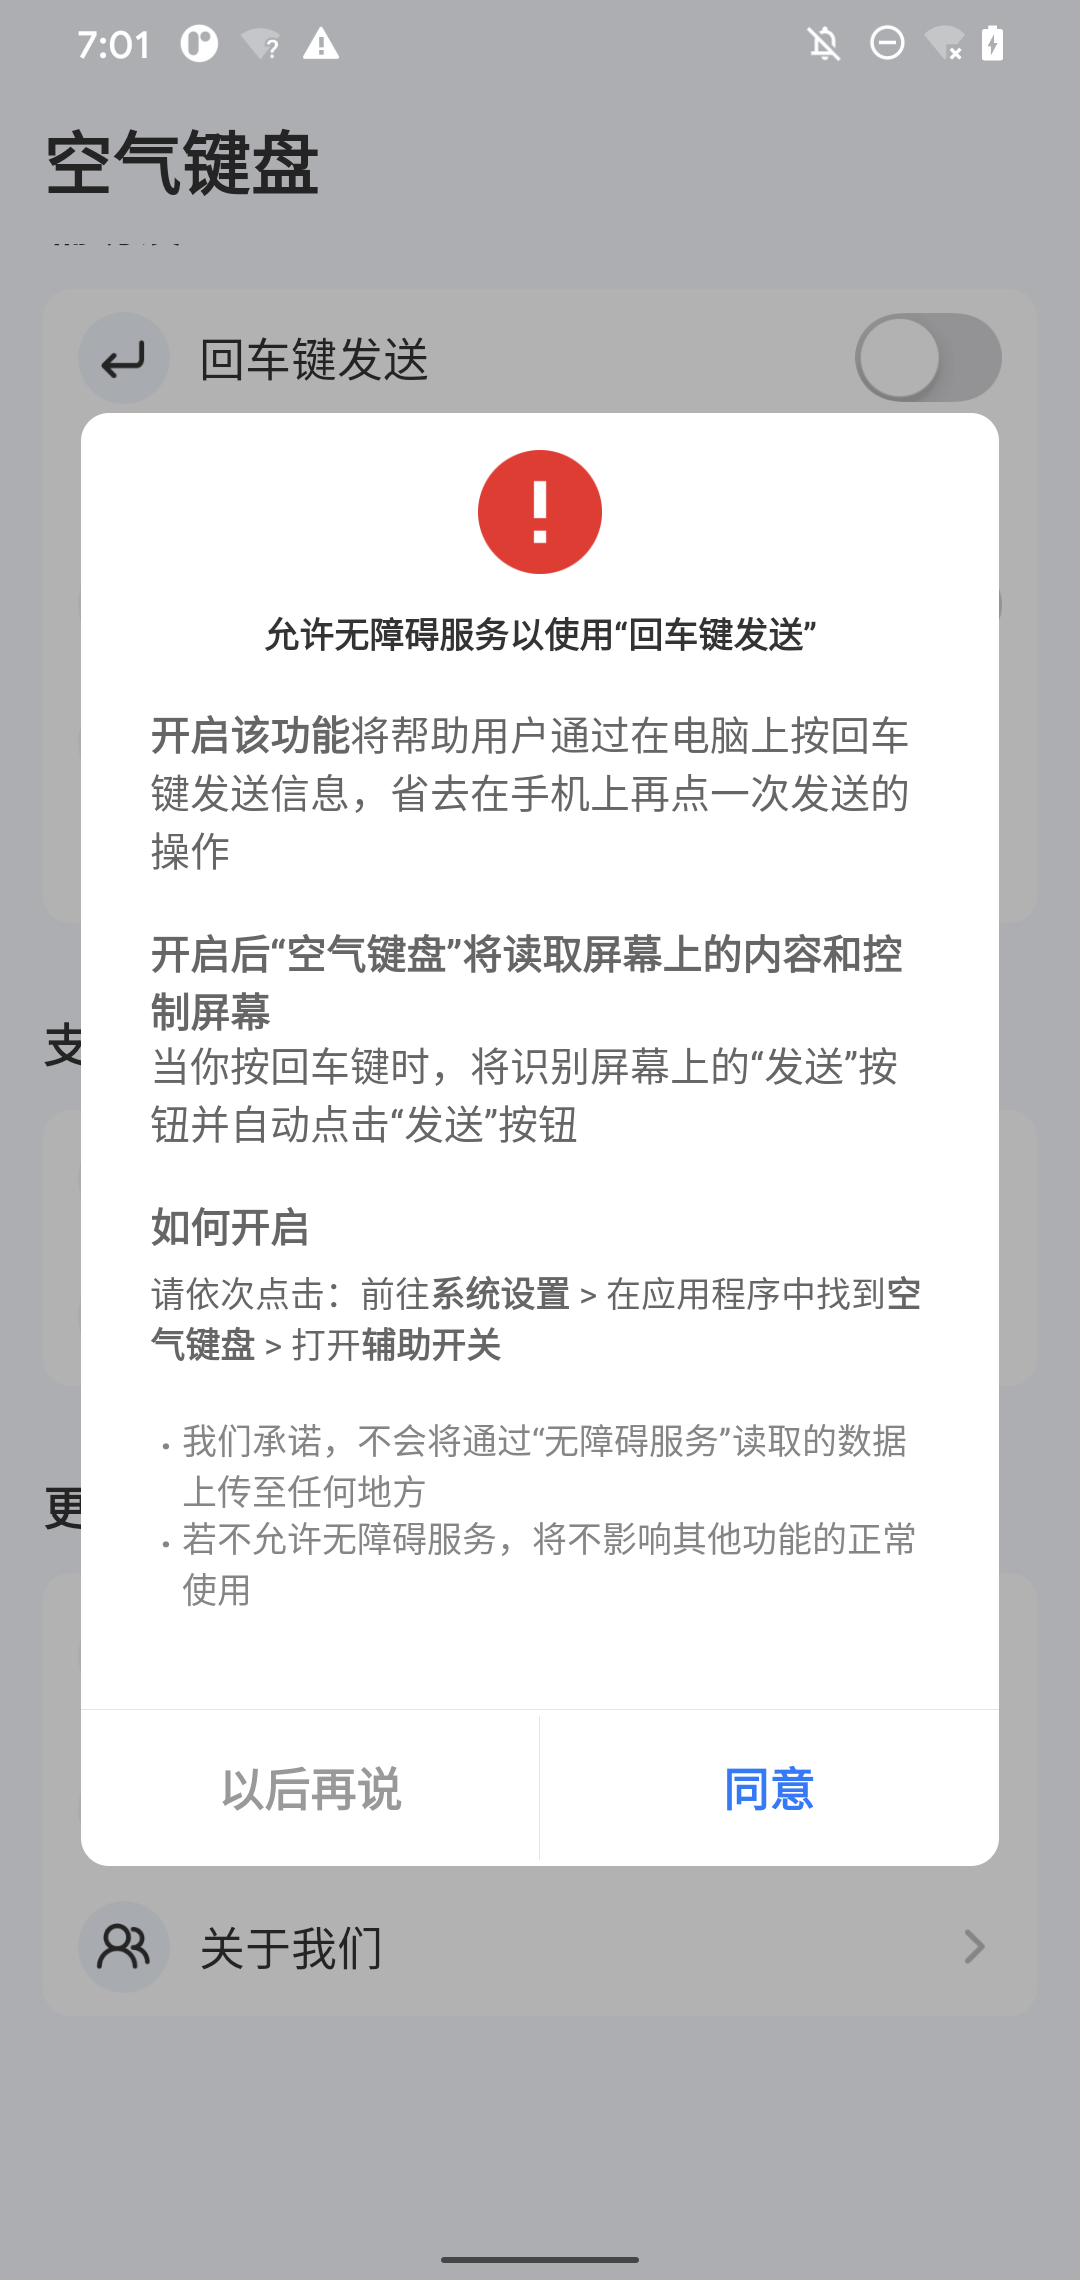 7:01
空气键盘
回车键发送
允许无障碍服务以使用“回车键发送”
开启该功能将帮助用户通过在电脑上按回车
键发送信息，省去在手机上再点一次发送的
操作
开启后“空气键盘”将读取屏幕上的内容和控
制屏幕
当你按回车键时，将识别屏幕上的“发送”按
钮并自动点击“发送”按钮
如何开启
请依次点击：前往系统设置 > 在应用程序中找到空
气键盘 > 打开辅助开关
· 我们承诺，不会将通过“无障碍服务”读取的数据
上传至任何地方
· 若不允许无障碍服务，将不影响其他功能的正常
使用
支
更
以后再说
同意
关于我们